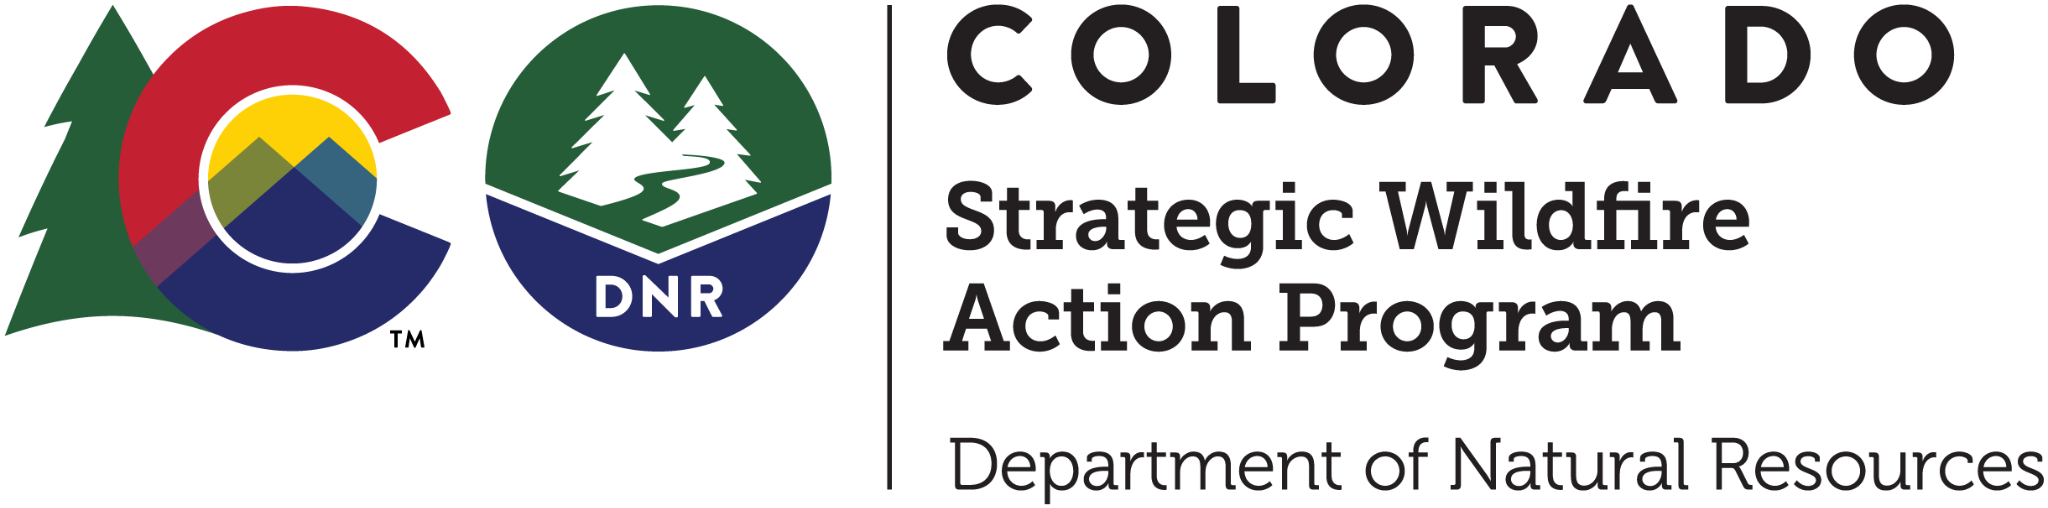 TM
DNR
COLORADO
Strategic Wildfire
Action Program
Department of Natural Resources